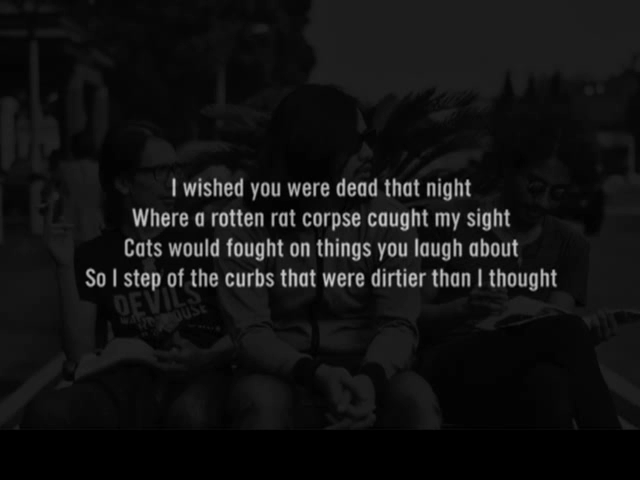 I wished you were dead that night
Where a rotten rat corpse caught my sight
Cats would fought on things you laugh about
So I step of the curbs that were dirtier than I thought
DEVILS